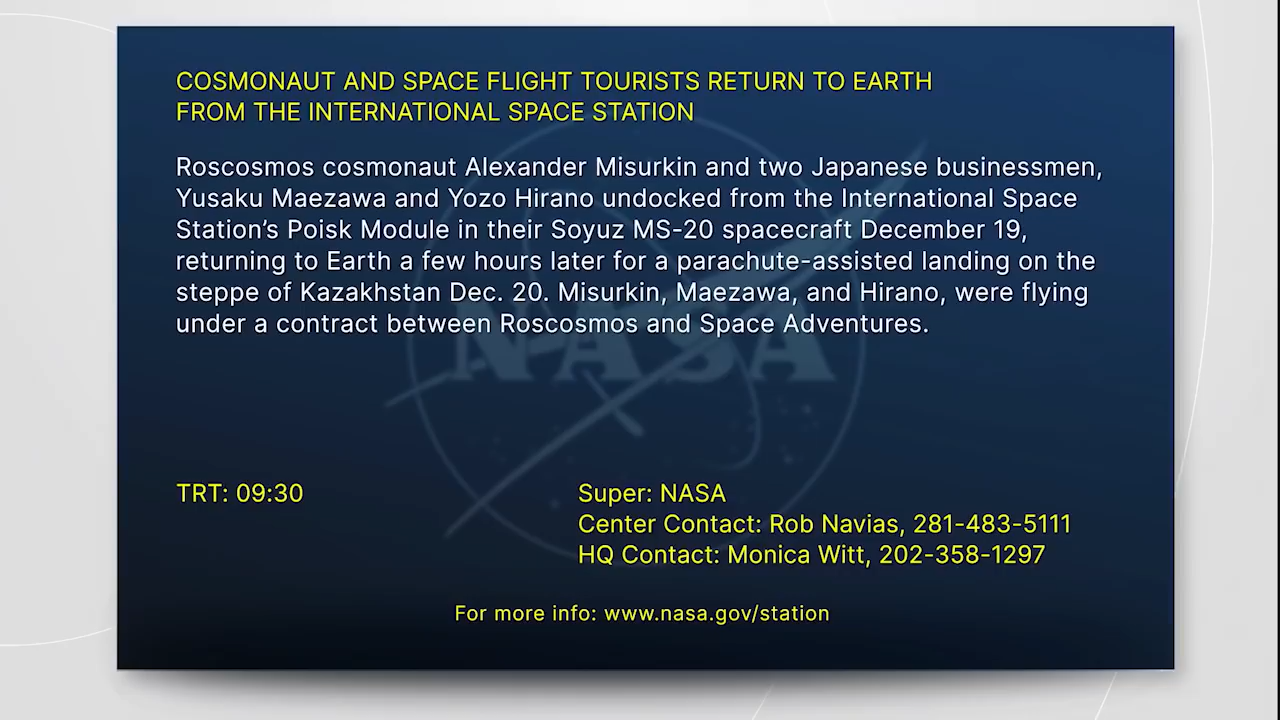 COSMONAUT AND SPACE FLIGHT TOURISTS RETURN TO EARTH
FROM THE INTERNATIONAL SPACE STATION
Roscosmos cosmonaut Alexander Misurkin and two Japanese businessmen,
Yusaku Maezawa and Yozo Hirano undocked from the International Space
Station’s Poisk Module in their Soyuz MS-20 spacecraft December 19,
returning to Earth a few hours later for a parachute-assisted landing on the
steppe of Kazakhstan Dec. 20. Misurkin, Maezawa, and Hirano, were flying
under a contract between Roscosmos and Space Adventures.
NASA
TRT: 09:30
Super: NASA
Center Contact: Rob Navias, 281-483-5111
HQ Contact: Monica Witt, 202-358-1297
For more info: www.nasa.gov/station